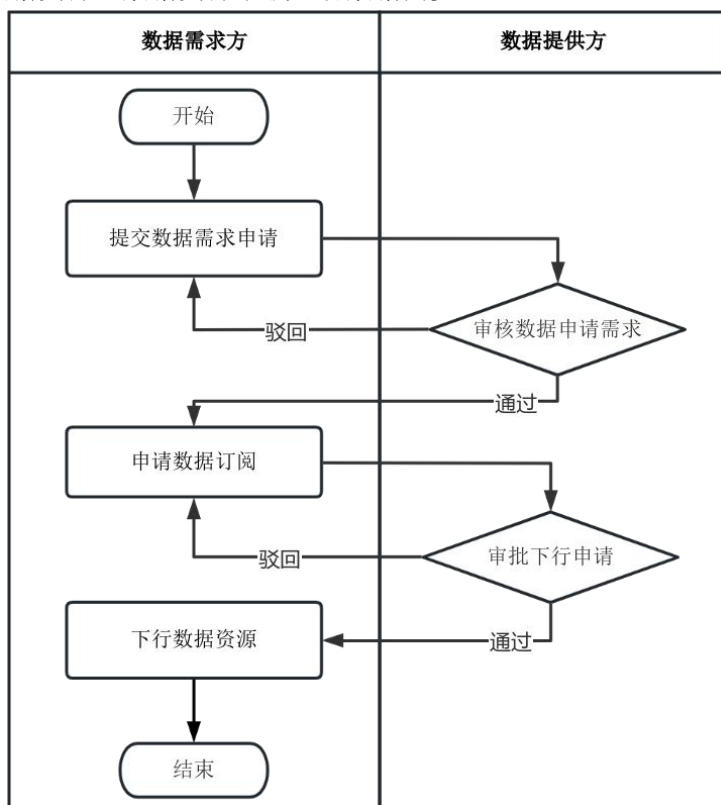 数据需求方
数据提供方
开始
提交数据需求申请
审核数据申请需求
驳回
通过
申请数据订阅
审批下行申请
驳回
下行数据资源
通过
结束